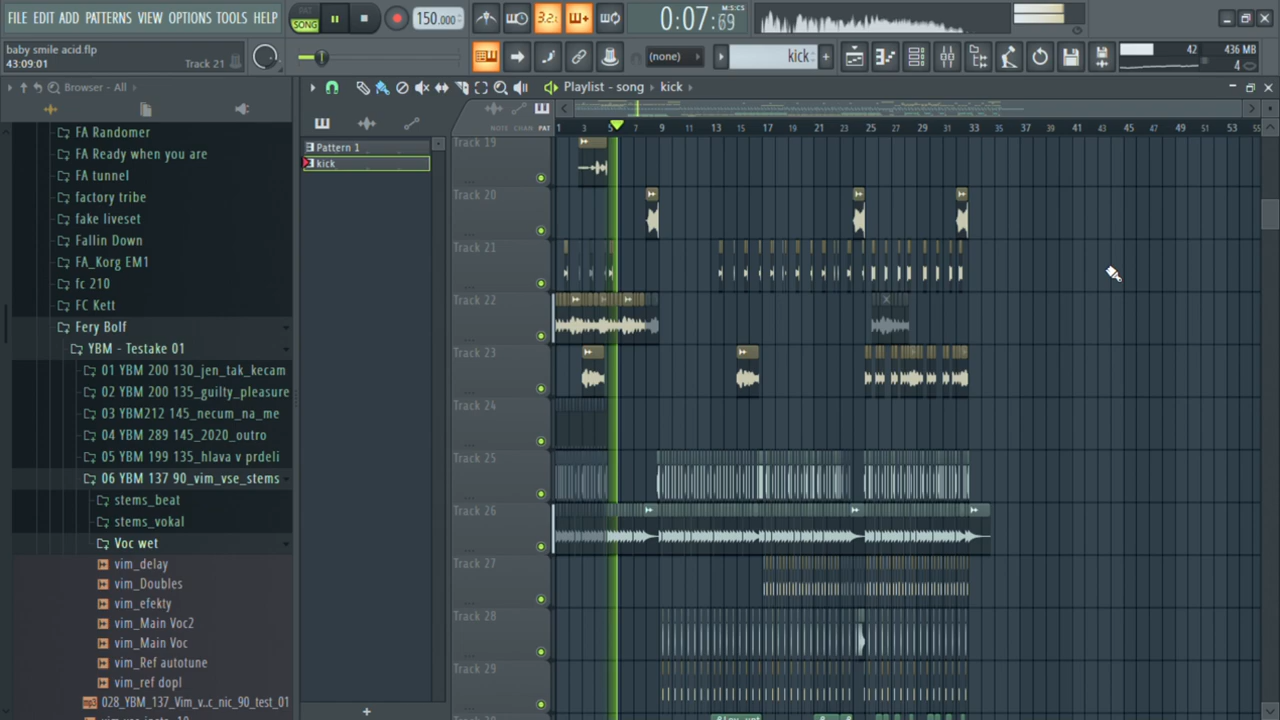 FILE EDIT ADD PATTERNS VIEW OPTIONS TOOLS HELP
PAT
SONG
150.000
3.2.
0:07:69
M:S:CS
baby smile acid.flp
43:09:01
Track 21
(none)
kick
42
436 MB
4
Browser - All
Playlist - song
kick
NOTE CHAN PAT
1 3 5 7 9 11 13 15 17 19 21 23 25 27 29 31 33 35 37 39 41 43 45 47 49 51 53 55
Pattern 1
kick
FA Randomer
FA Ready when you are
FA tunnel
factory tribe
fake liveset
Fallin Down
FA_Korg EM1
fc 210
FC Kett
Fery Bolf
YBM - Testake 01
01 YBM 200 130_jen_tak_kecam
02 YBM 200 135_guilty_pleasure
03 YBM212 145_necum_na_me
04 YBM 289 145_2020_outro
05 YBM 199 135_hlava v prdeli
06 YBM 137 90_vim_vse_stems
stems_beat
stems_vokal
Voc wet
vim_delay
vim_Doubles
vim_efekty
vim_Main Voc2
vim_Main Voc
vim_Ref autotune
vim_ref dopl
028_YBM_137_Vim_v..c_nic_90_test_01
Track 19
Track 20
Track 21
Track 22
Track 23
Track 24
Track 25
Track 26
Track 27
Track 28
Track 29